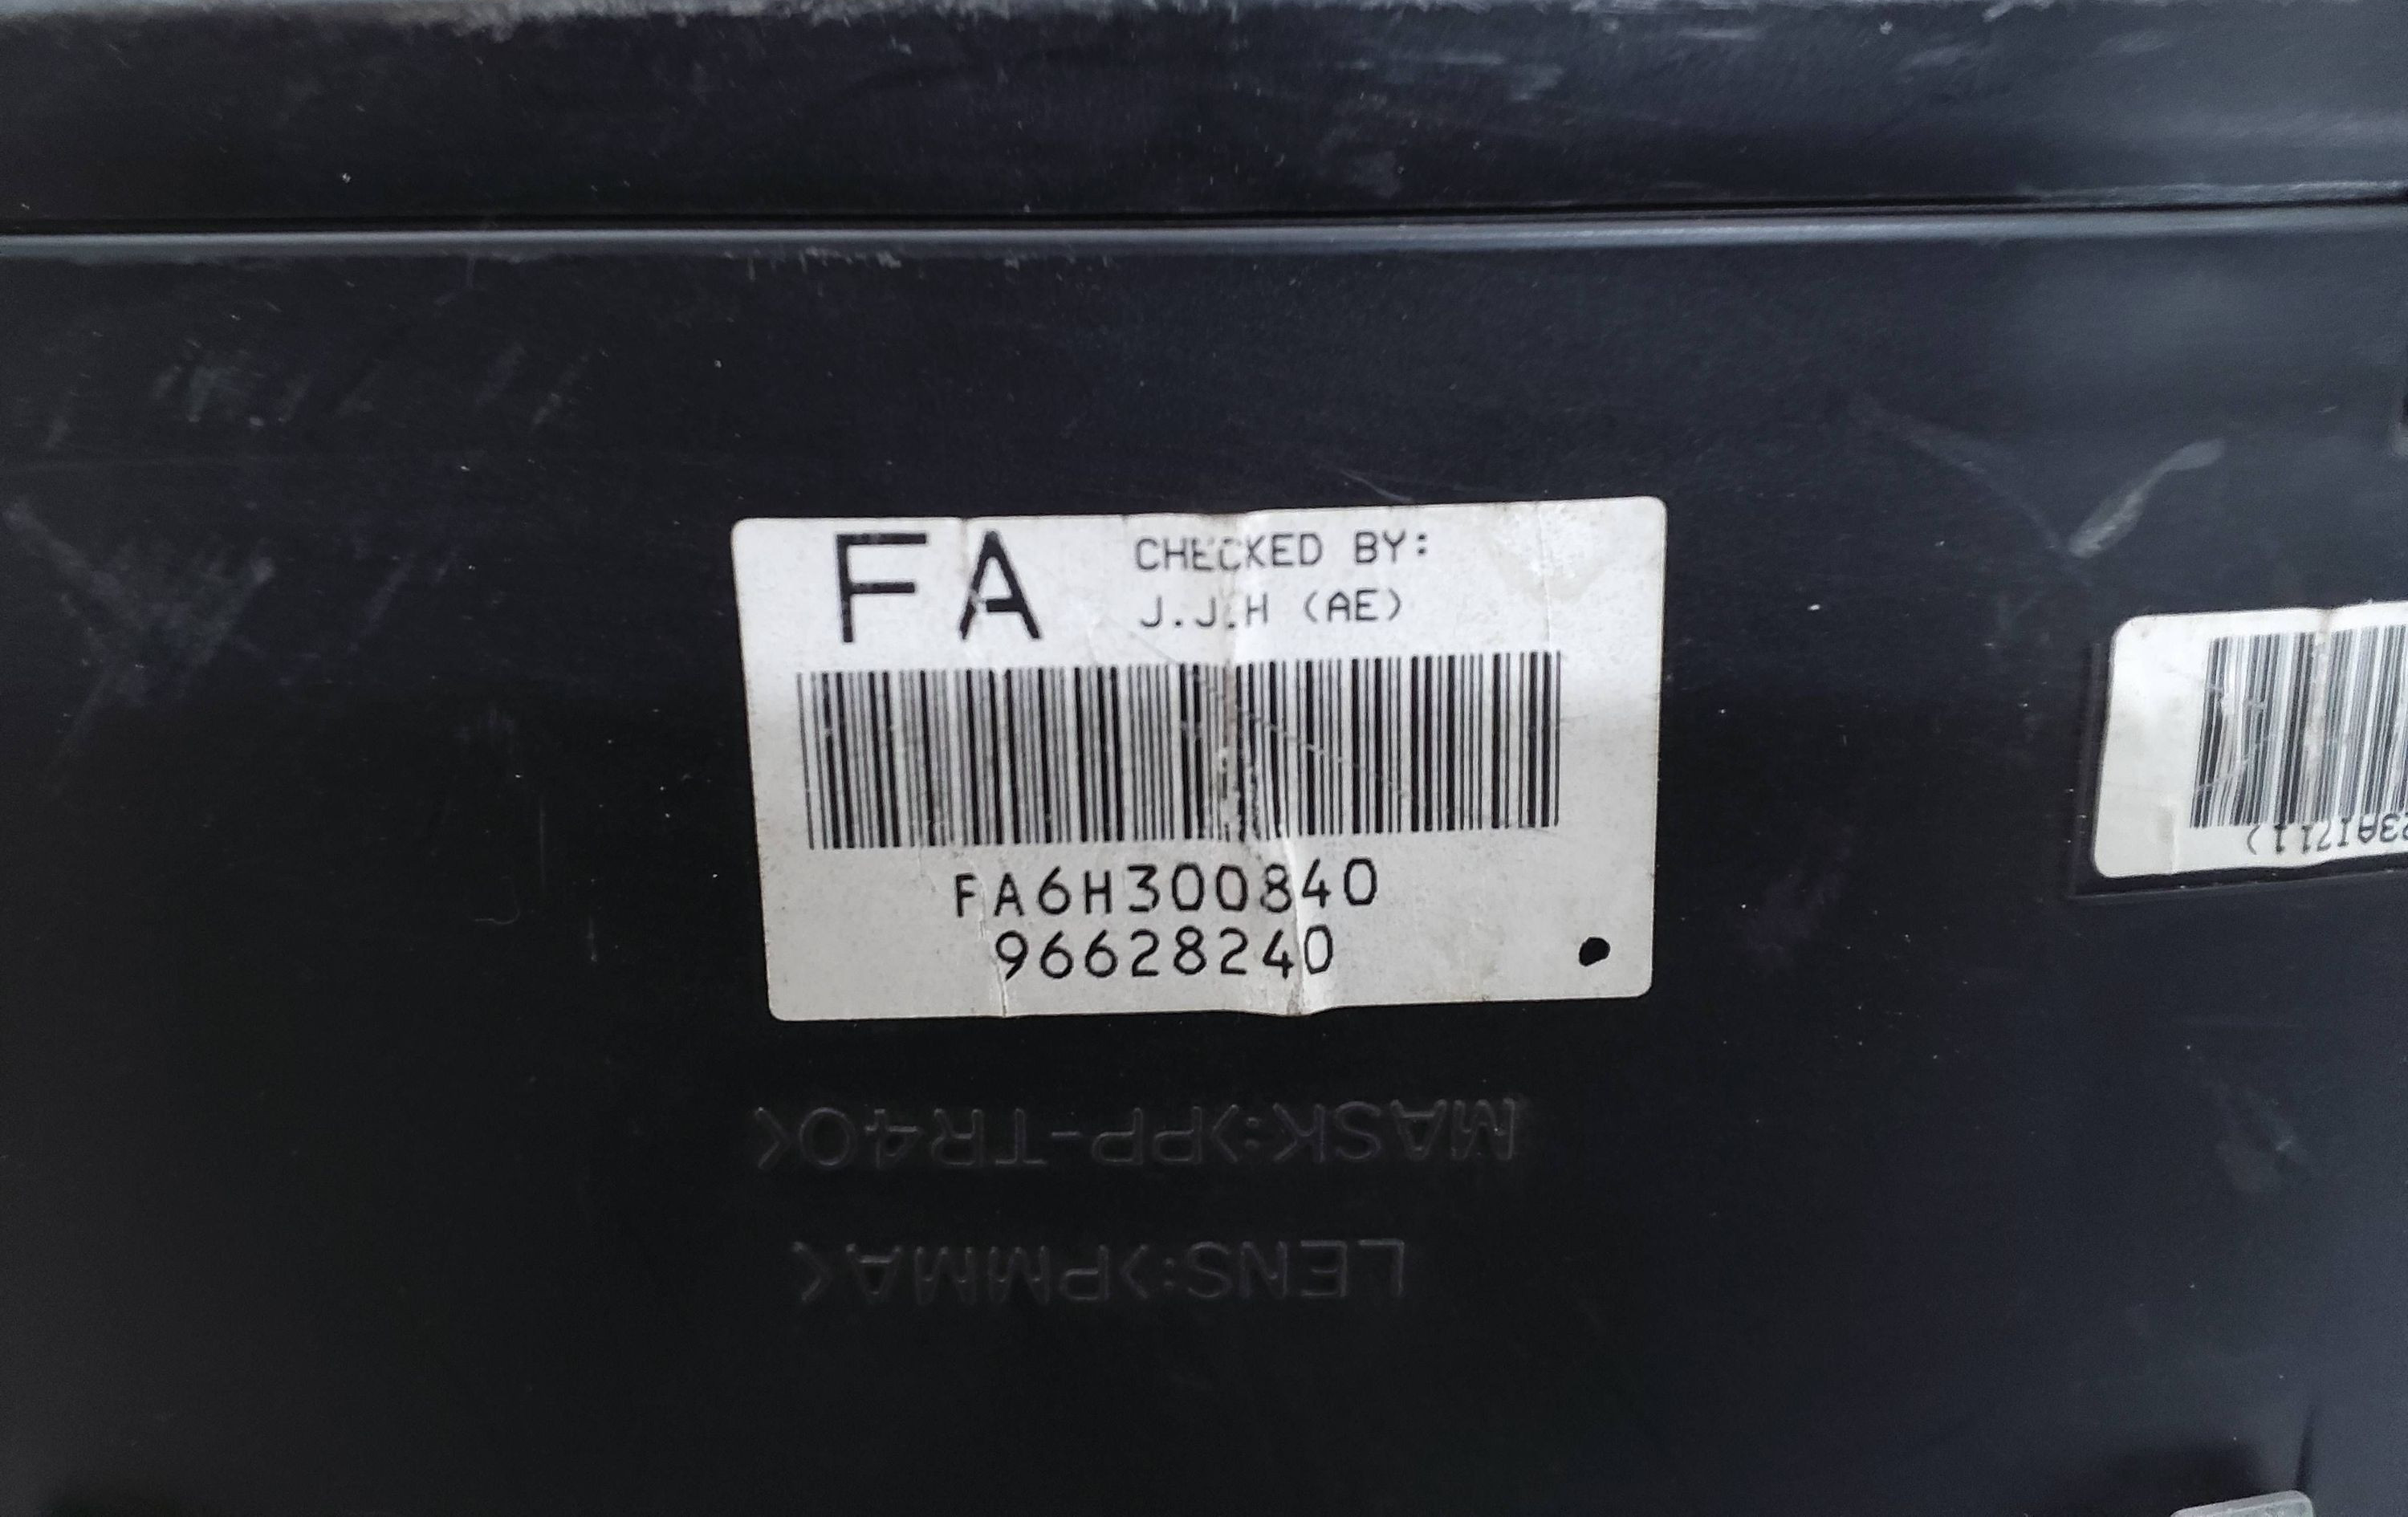 FA
CHECKED BY:
J.J.H (AE)
FA6H300840
96628240
MASK:>PP-TR40<
LENS:>PMMA<